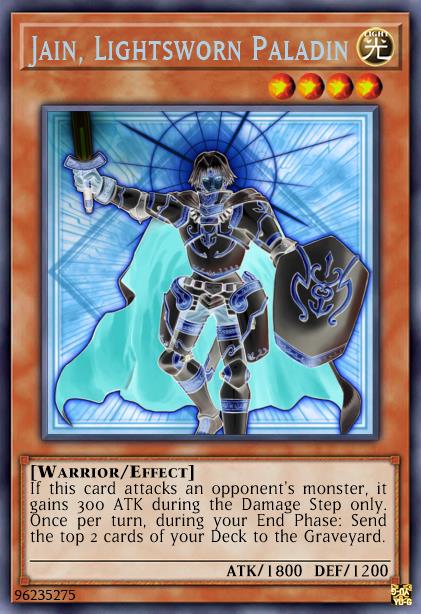 Jain, Lightsworn Paladin
LIGHT
光
[Warrior/Effect]
If this card attacks an opponent's monster, it
gains 300 ATK during the Damage Step only.
Once per turn, during your End Phase: Send
the top 2 cards of your Deck to the Graveyard.
ATK/1800 DEF/1200
96235275